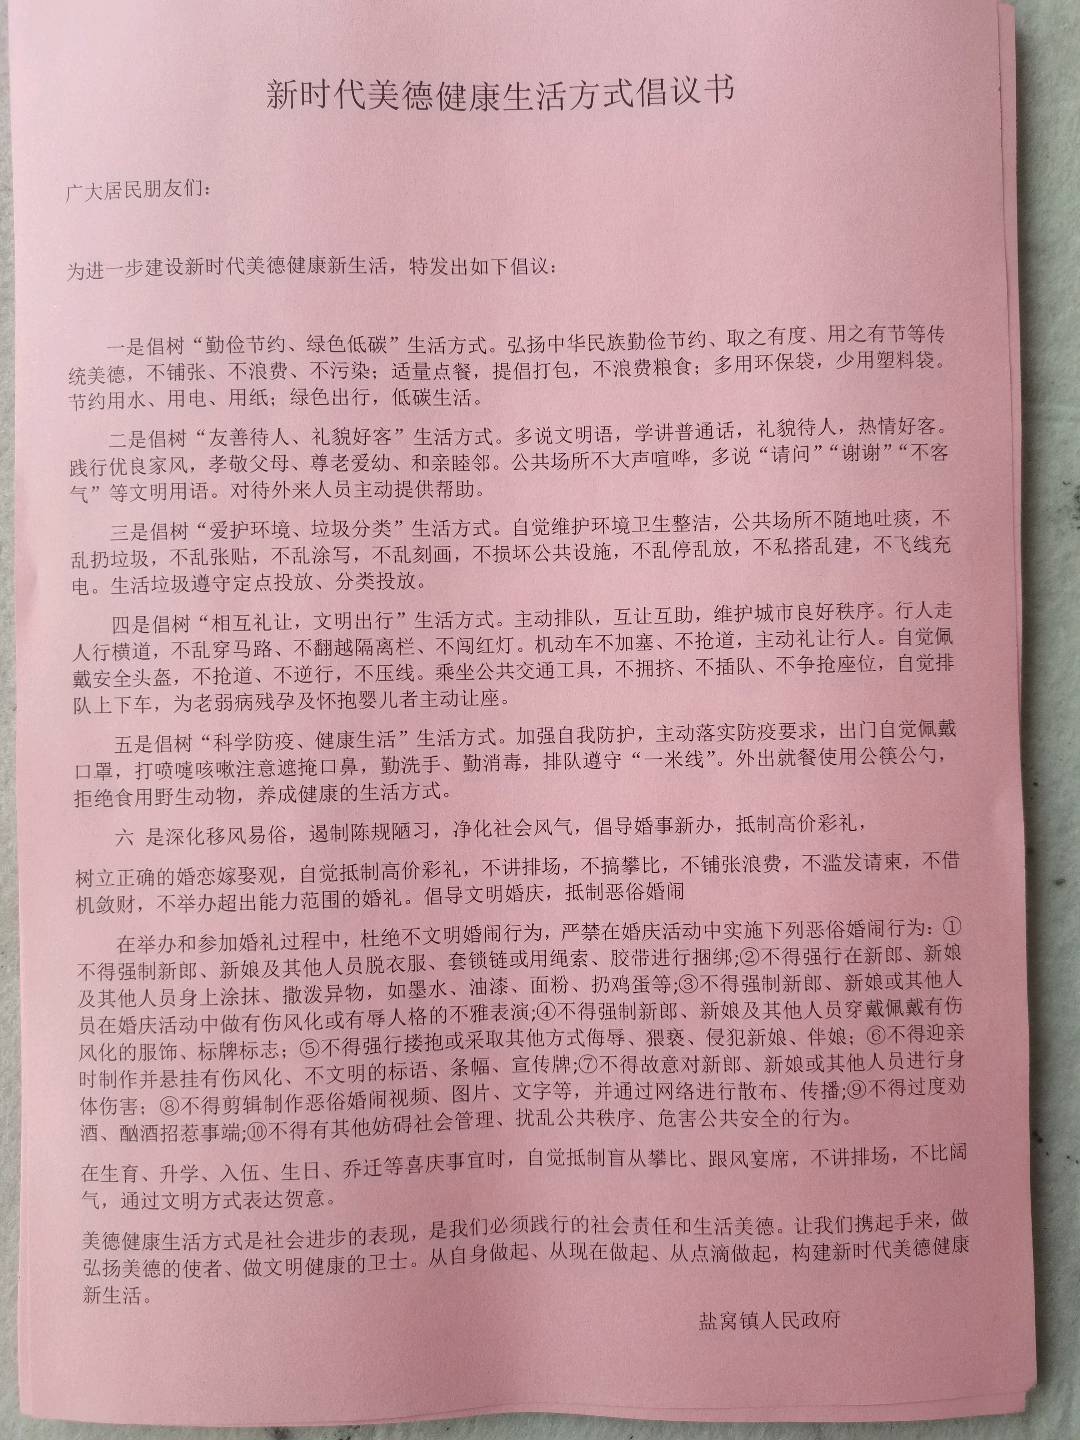 新时代美德健康生活方式倡议书
广大居民朋友们：
为进一步建设新时代美德健康新生活，特发出如下倡议：
一是倡树“勤俭节约、绿色低碳”生活方式。弘扬中华民族勤俭节约、取之有度、用之有节等传
统美德，不铺张、不浪费、不污染；适量点餐，提倡打包，不浪费粮食；多用环保袋，少用塑料袋。
节约用水、用电、用纸；绿色出行，低碳生活。
二是倡树“友善待人、礼貌好客”生活方式。多说文明语，学讲普通话，礼貌待人，热情好客。
践行优良家风，孝敬父母、尊老爱幼、和亲睦邻。公共场所不大声喧哗，多说“请问”“谢谢”“不客
气”等文明用语。对待外来人员主动提供帮助。
三是倡树“爱护环境、垃圾分类”生活方式。自觉维护环境卫生整洁，公共场所不随地吐痰，不
乱扔垃圾，不乱张贴，不乱涂写，不乱刻画，不损坏公共设施，不乱停乱放，不私搭乱建，不飞线充
电。生活垃圾遵守定点投放、分类投放。
四是倡树“相互礼让，文明出行”生活方式。主动排队，互让互助，维护城市良好秩序。行人走
人行横道，不乱穿马路、不翻越隔离栏、不闯红灯。机动车不加塞、不抢道，主动礼让行人。自觉佩
戴安全头盔，不抢道、不逆行，不压线。乘坐公共交通工具，不拥挤、不插队、不争抢座位，自觉排
队上下车，为老弱病残孕及怀抱婴儿者主动让座。
五是倡树“科学防疫、健康生活”生活方式。加强自我防护，主动落实防疫要求，出门自觉佩戴
口罩，打喷嚏咳嗽注意遮掩口鼻，勤洗手、勤消毒，排队遵守“一米线”。外出就餐使用公筷公勺，
拒绝食用野生动物，养成健康的生活方式。
六 是深化移风易俗，遏制陈规陋习，净化社会风气，倡导婚事新办，抵制高价彩礼，
树立正确的婚恋嫁娶观，自觉抵制高价彩礼，不讲排场，不搞攀比，不铺张浪费，不滥发请柬，不借
机敛财，不举办超出能力范围的婚礼。倡导文明婚庆，抵制恶俗婚闹
在举办和参加婚礼过程中，杜绝不文明婚闹行为，严禁在婚庆活动中实施下列恶俗婚闹行为：①
不得强制新郎、新娘及其他人员脱衣服、套锁链或用绳索、胶带进行捆绑;②不得强行在新郎、新娘
及其他人员身上涂抹、撒泼异物，如墨水、油漆、面粉、扔鸡蛋等;③不得强制新郎、新娘或其他人
员在婚庆活动中做有伤风化或有辱人格的不雅表演;④不得强制新郎、新娘及其他人员穿戴佩戴有伤
风化的服饰、标牌标志；⑤不得强行搂抱或采取其他方式侮辱、猥亵、侵犯新娘、伴娘；⑥不得迎亲
时制作并悬挂有伤风化、不文明的标语、条幅、宣传牌;⑦不得故意对新郎、新娘或其他人员进行身
体伤害；⑧不得剪辑制作恶俗婚闹视频、图片、文字等，并通过网络进行散布、传播;⑨不得过度劝
酒、酗酒招惹事端;⑩不得有其他妨碍社会管理、扰乱公共秩序、危害公共安全的行为。
在生育、升学、入伍、生日、乔迁等喜庆事宜时，自觉抵制盲从攀比、跟风宴席，不讲排场，不比阔
气，通过文明方式表达贺意。
美德健康生活方式是社会进步的表现，是我们必须践行的社会责任和生活美德。让我们携起手来，做
弘扬美德的使者、做文明健康的卫士。从自身做起、从现在做起、从点滴做起，构建新时代美德健康
新生活。
盐窝镇人民政府